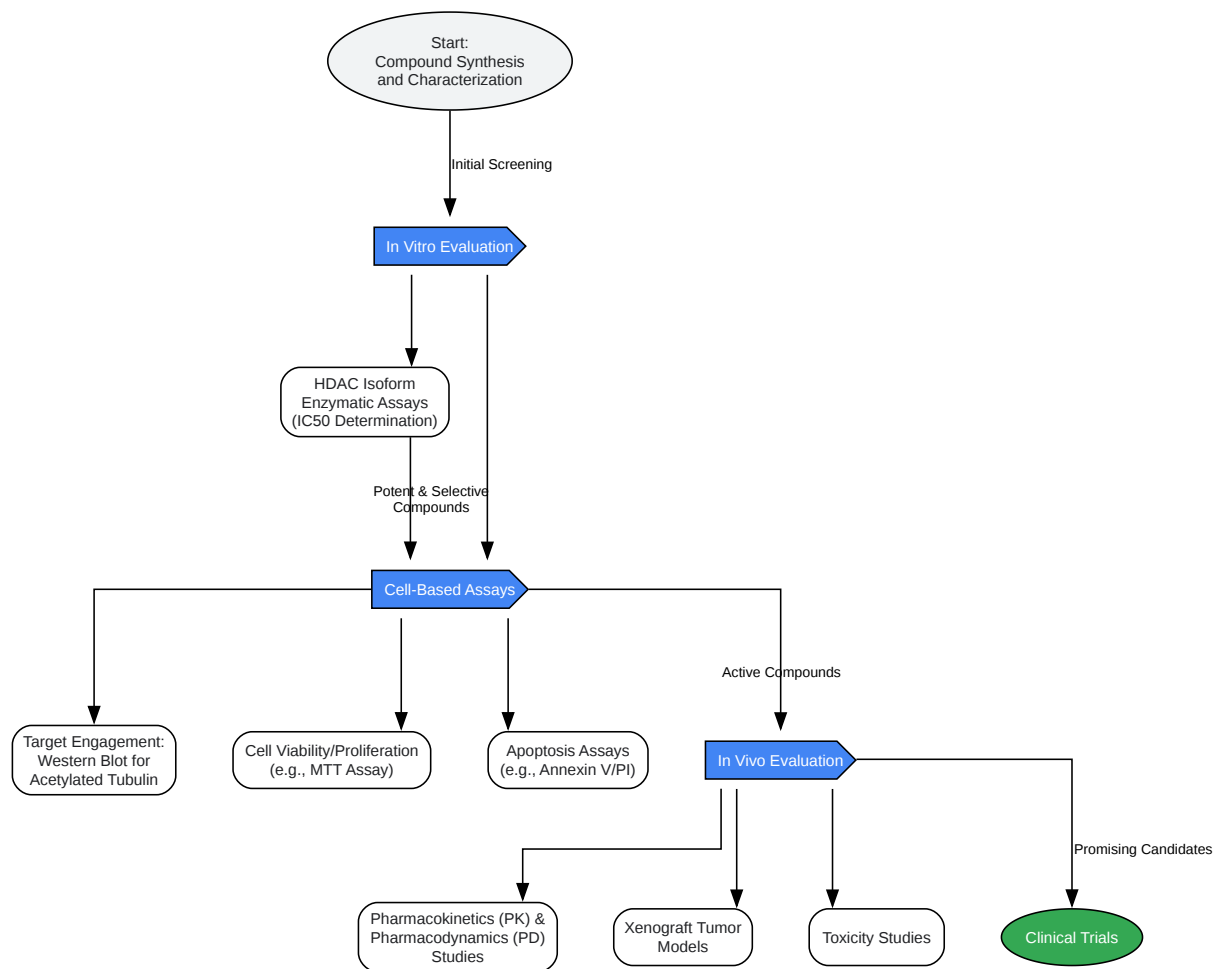 Start:
Compound Synthesis
and Characterization
Initial Screening
In Vitro Evaluation
HDAC Isoform
Enzymatic Assays
(IC50 Determination)
Potent & Selective
Compounds
Cell-Based Assays
Active Compounds
Target Engagement:
Western Blot for
Acetylated Tubulin
Cell Viability/Proliferation
(e.g., MTT Assay)
Apoptosis Assays
(e.g., Annexin V/PI)
In Vivo Evaluation
Promising Candidates
Pharmacokinetics (PK) &
Pharmacodynamics (PD)
Studies
Xenograft Tumor
Models
Toxicity Studies
Clinical Trials